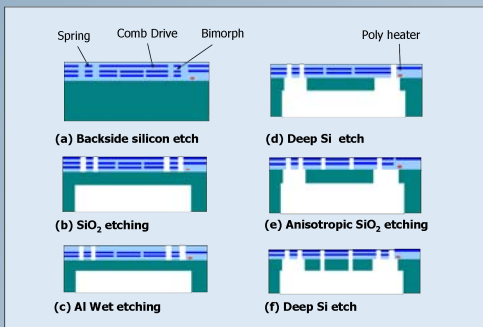 Spring Comb Drive Bimorph Poly heater
(a) Backside silicon etch
(d) Deep Si etch
(b) SiO₂ etching
(e) Anisotropic SiO₂ etching
(c) Al Wet etching
(f) Deep Si etch